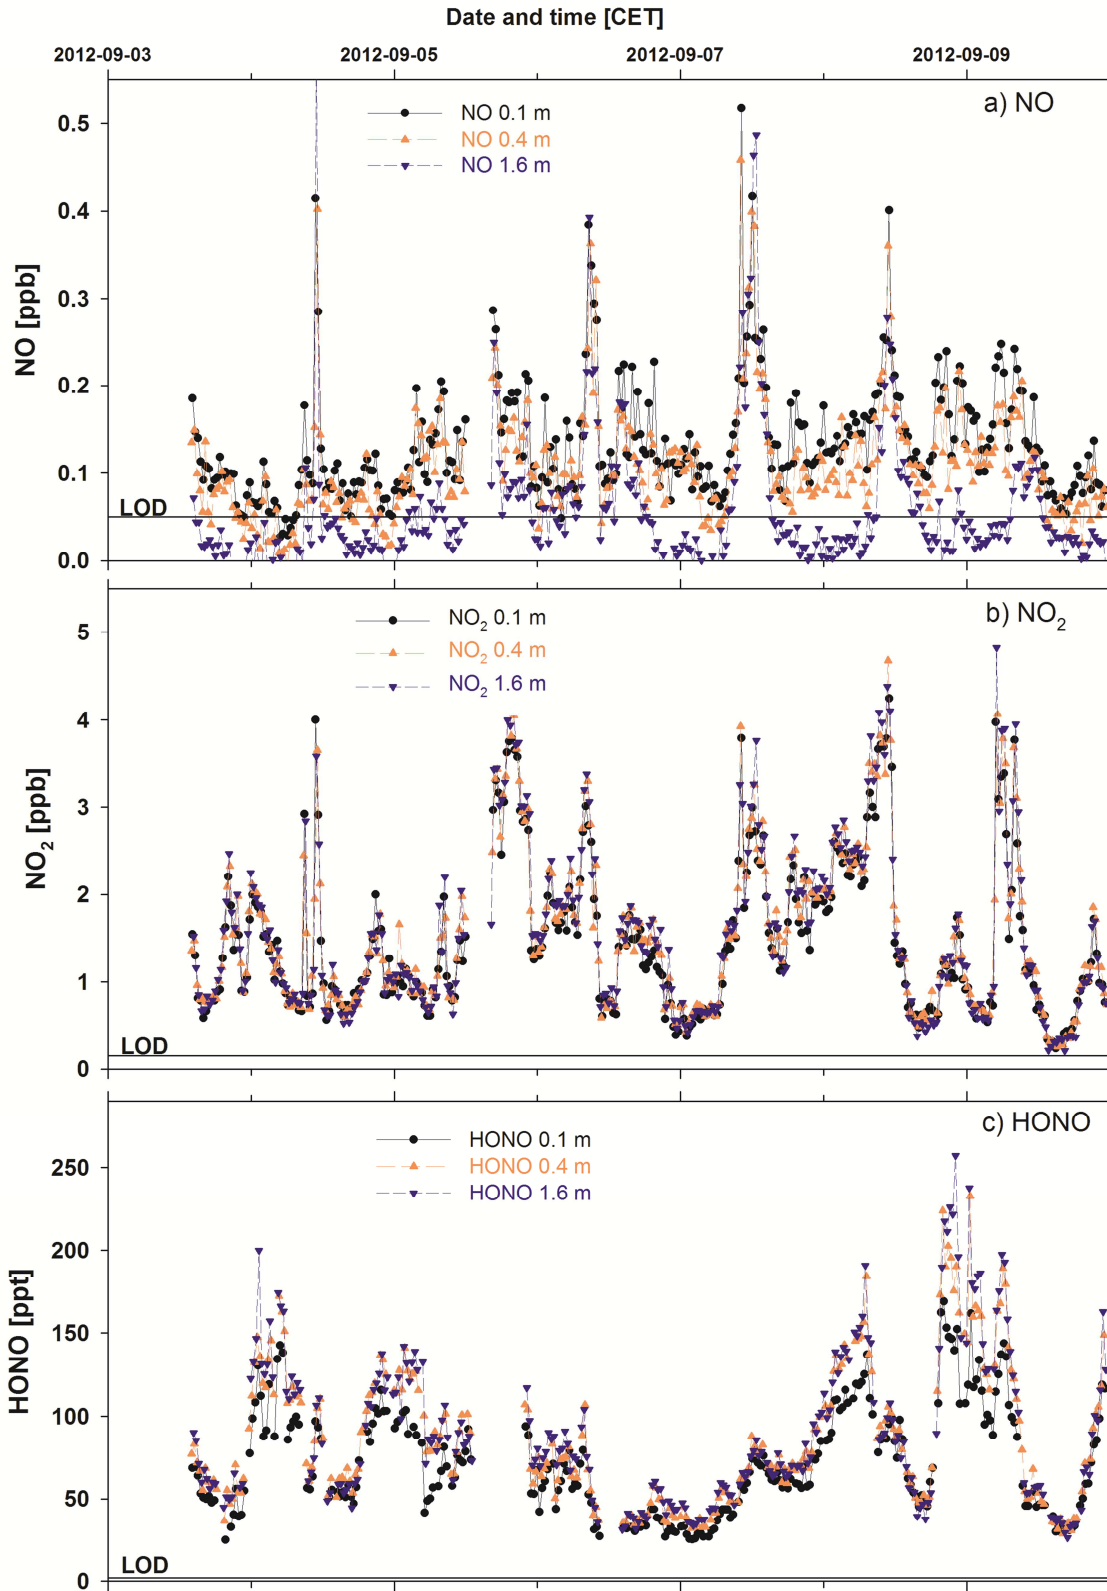 Date and time [CET]
2012-09-03 2012-09-05 2012-09-07 2012-09-09
a) NO
NO [ppb]
0.5
0.4
0.3
0.2
0.1
0.0
NO 0.1 m
NO 0.4 m
NO 1.6 m
LOD
b) NO2
NO2 [ppb]
5
4
3
2
1
0
NO2 0.1 m
NO2 0.4 m
NO2 1.6 m
LOD
c) HONO
HONO [ppt]
250
200
150
100
50
0
HONO 0.1 m
HONO 0.4 m
HONO 1.6 m
LOD